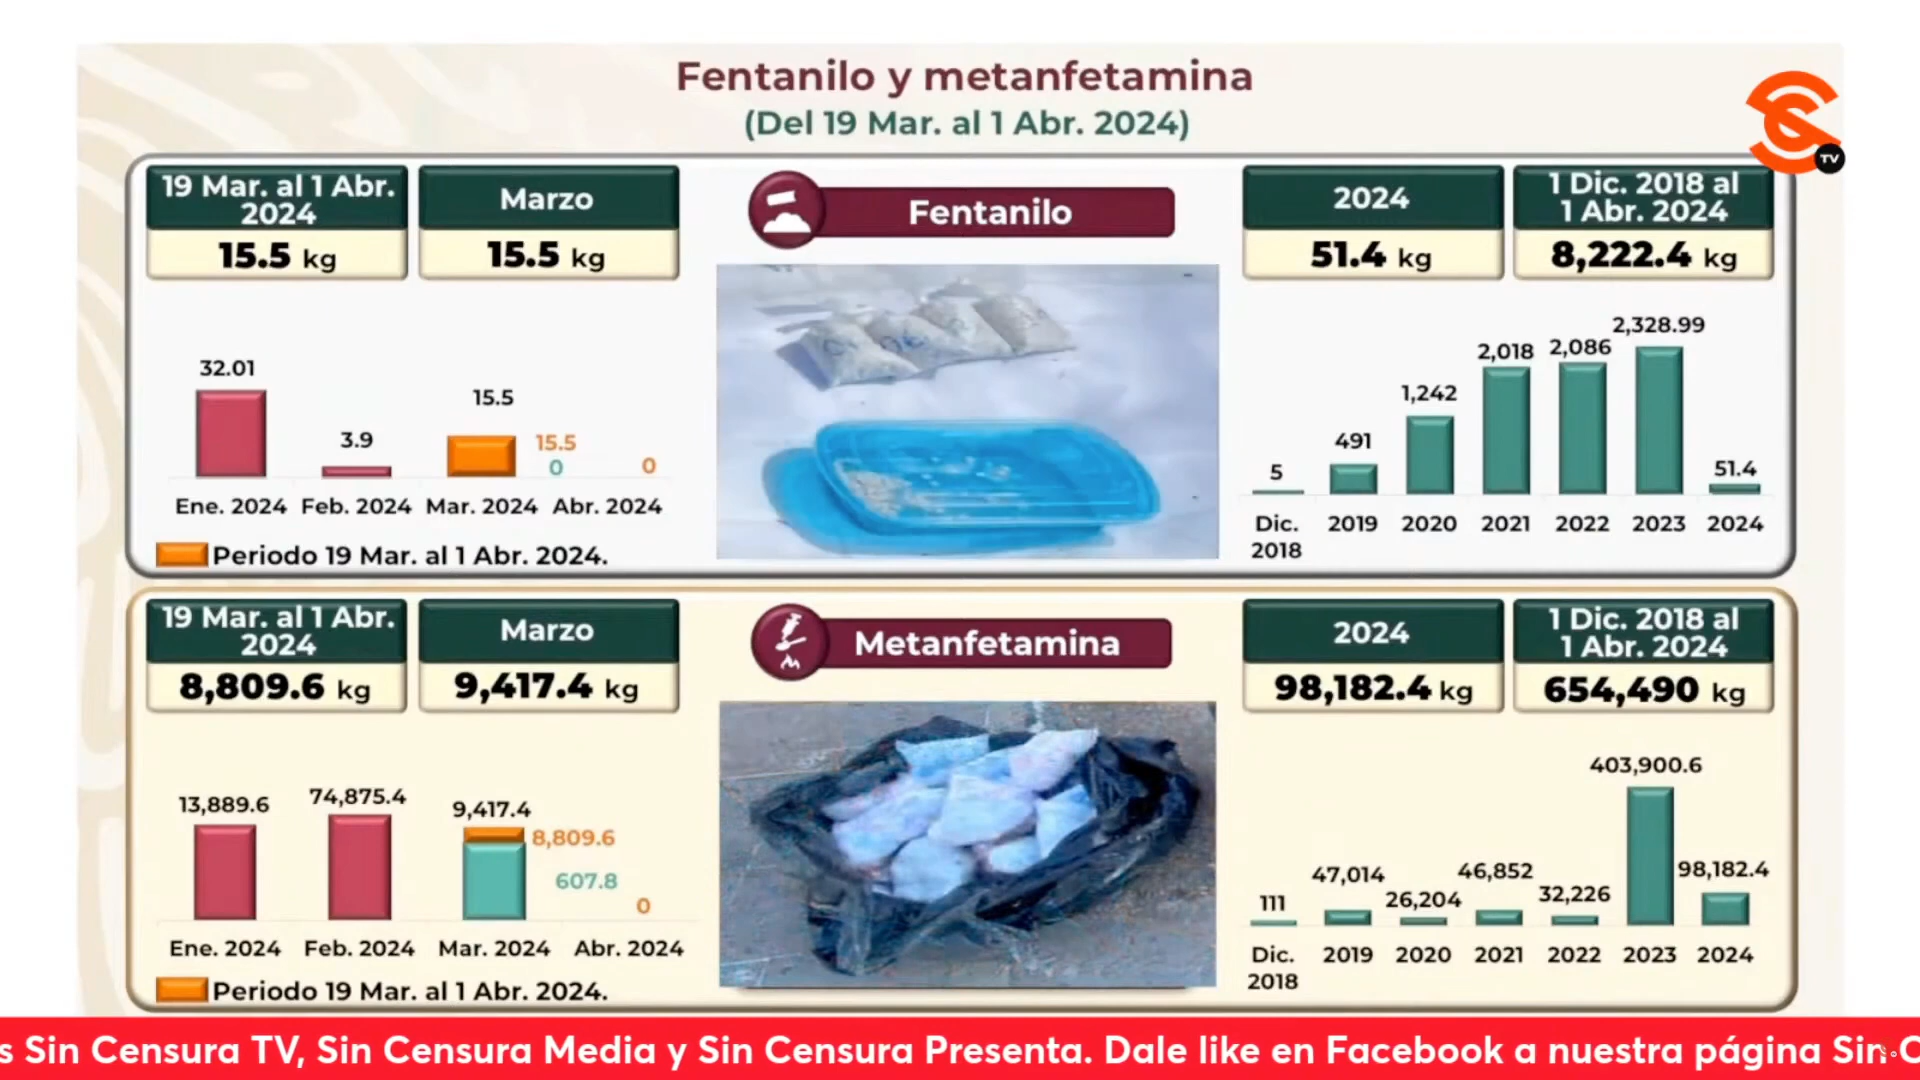 Fentanilo y metanfetamina
(Del 19 Mar. al 1 Abr. 2024)
TV
19 Mar. al 1 Abr.
2024
15.5 kg
Marzo
15.5 kg
Fentanilo
2024
51.4 kg
1 Dic. 2018 al
1 Abr. 2024
8,222.4 kg
32.01
3.9
15.5
15.5
0
0
Ene. 2024 Feb. 2024 Mar. 2024 Abr. 2024
Periodo 19 Mar. al 1 Abr. 2024.
5
491
1,242
2,018
2,086
2,328.99
51.4
Dic.
2018
2019 2020 2021 2022 2023 2024
19 Mar. al 1 Abr.
2024
8,809.6 kg
Marzo
9,417.4 kg
Metanfetamina
2024
98,182.4 kg
1 Dic. 2018 al
1 Abr. 2024
654,490 kg
13,889.6
74,875.4
9,417.4
8,809.6
607.8
0
Ene. 2024 Feb. 2024 Mar. 2024 Abr. 2024
Periodo 19 Mar. al 1 Abr. 2024.
111
47,014
26,204
46,852
32,226
403,900.6
98,182.4
Dic.
2018
2019 2020 2021 2022 2023 2024
s Sin Censura TV, Sin Censura Media y Sin Censura Presenta. Dale like en Facebook a nuestra página Sin C